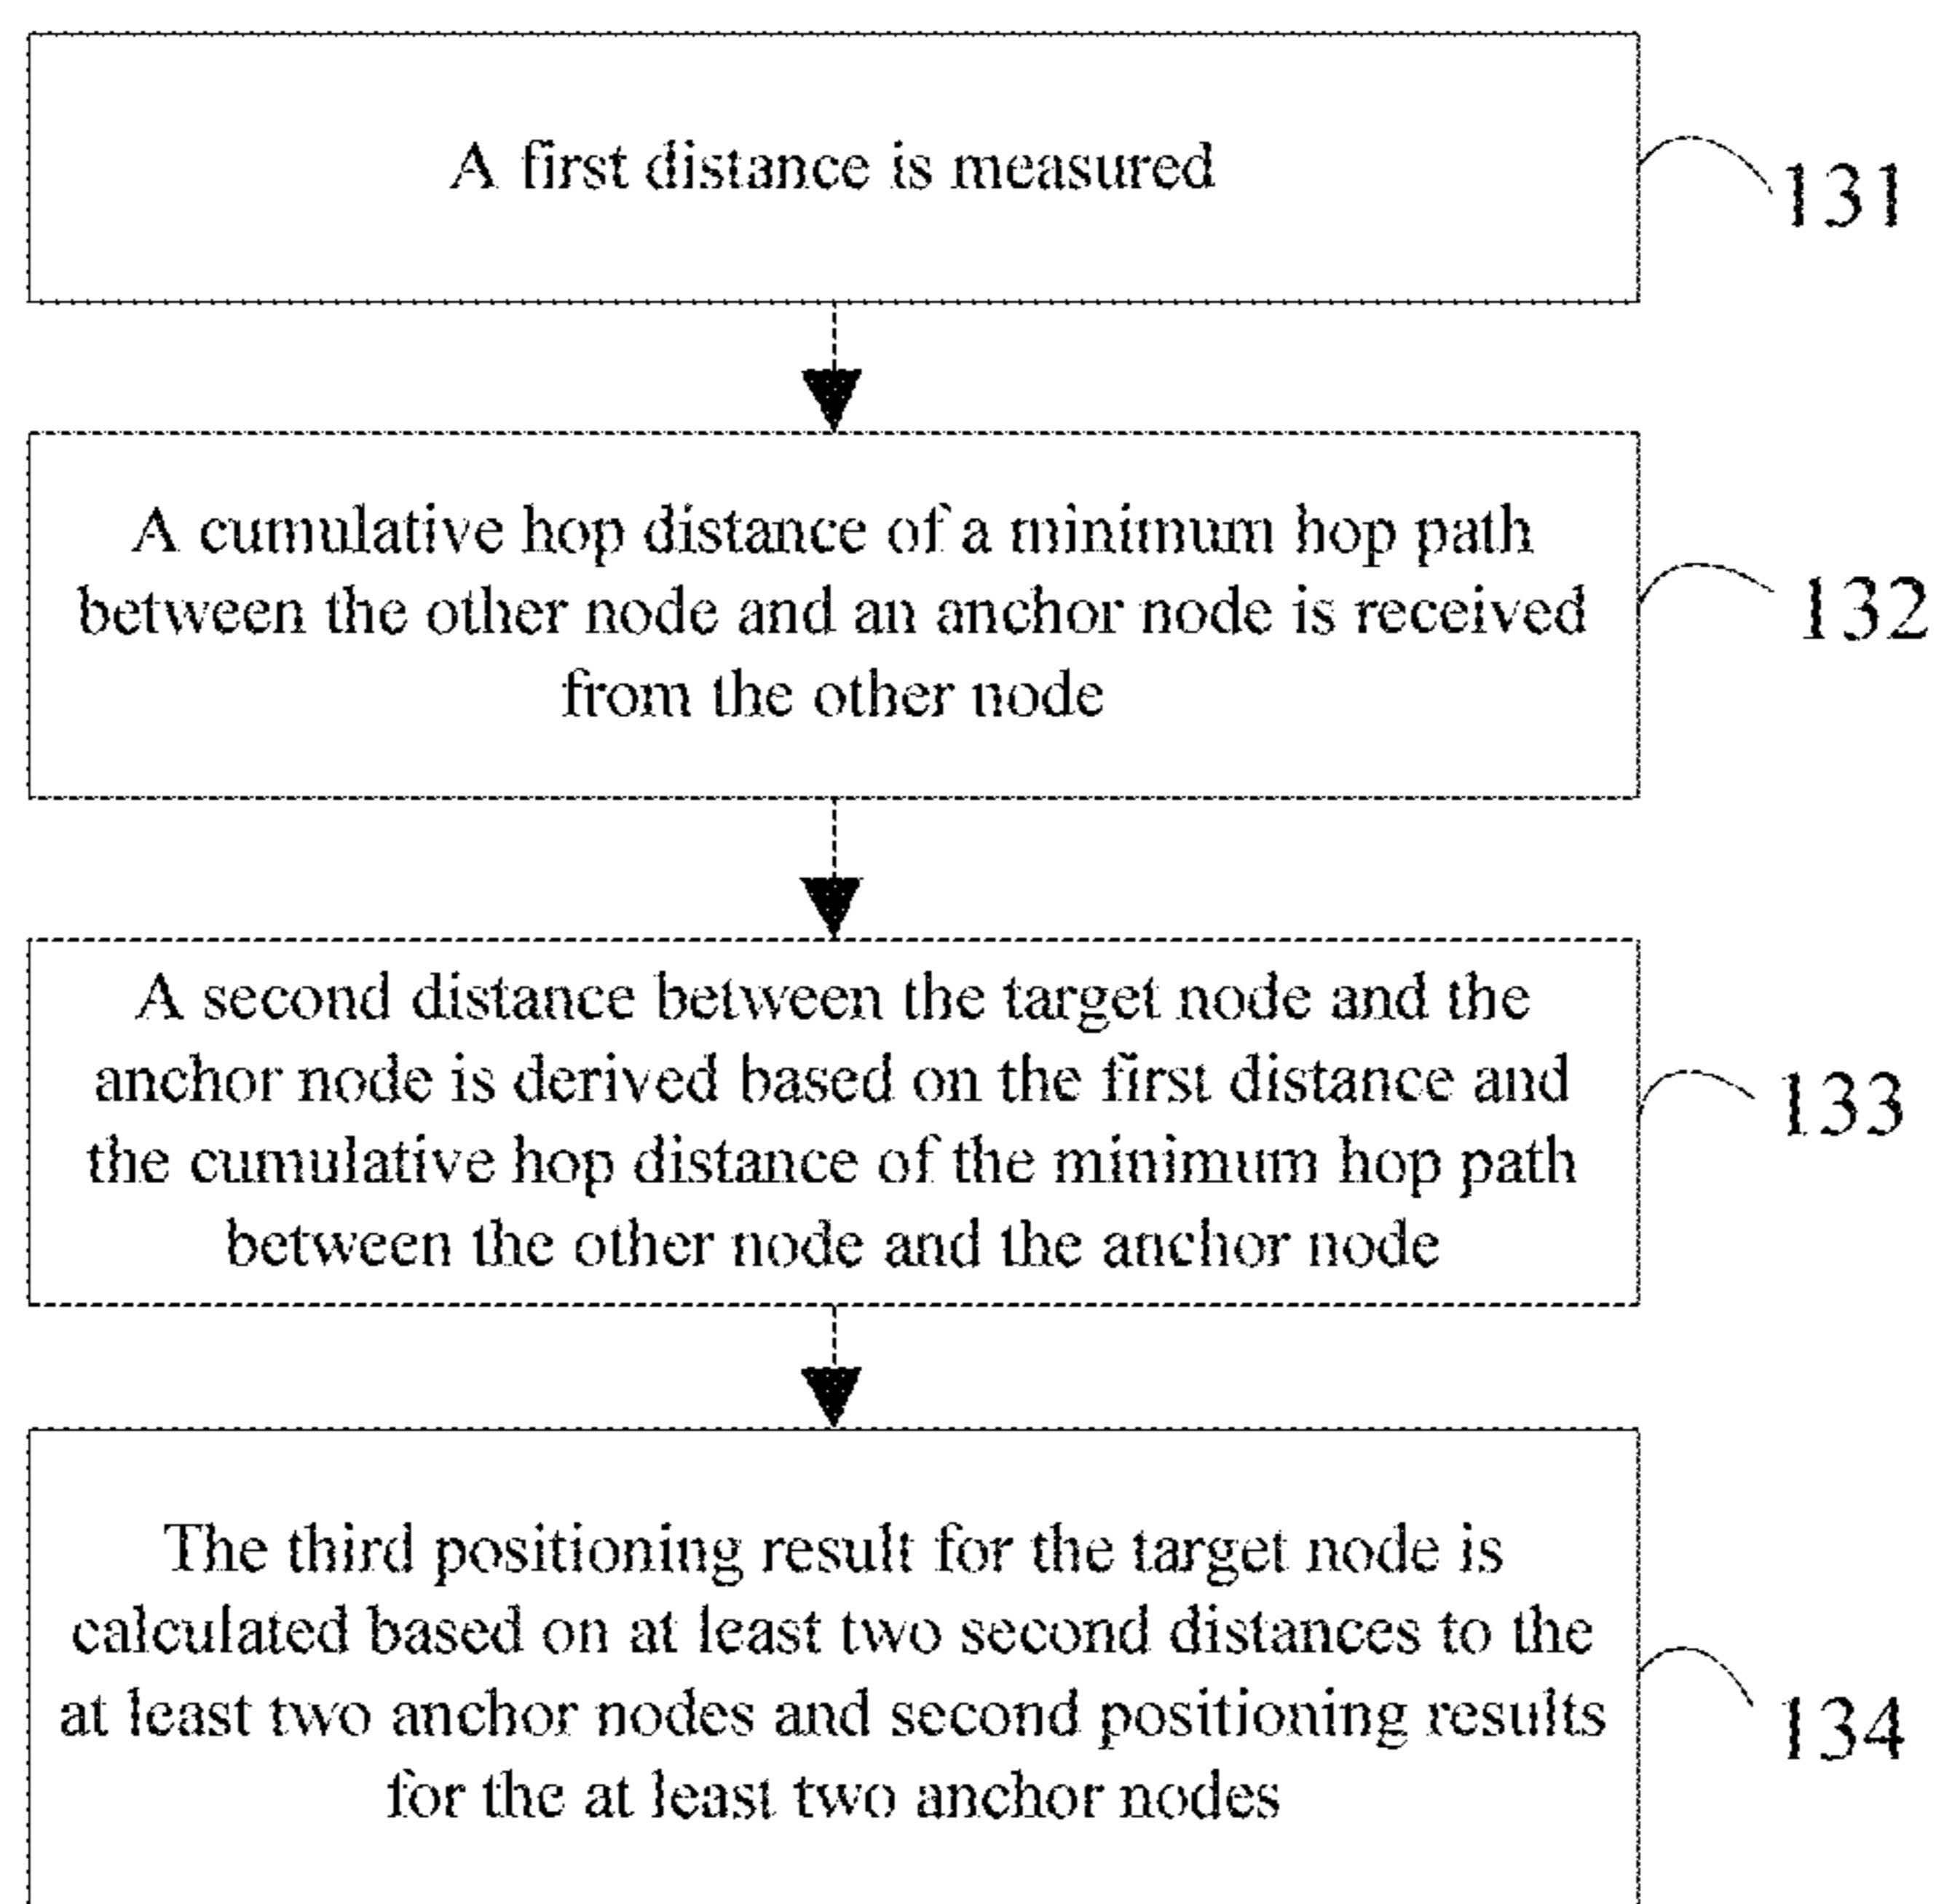 A first distance is measured
131
A cumulative hop distance of a minimum hop path
between the other node and an anchor node is received
from the other node
132
A second distance between the target node and the
anchor node is derived based on the first distance and
the cumulative hop distance of the minimum hop path
between the other node and the anchor node
133
The third positioning result for the target node is
calculated based on at least two second distances to the
at least two anchor nodes and second positioning results
for the at least two anchor nodes
134